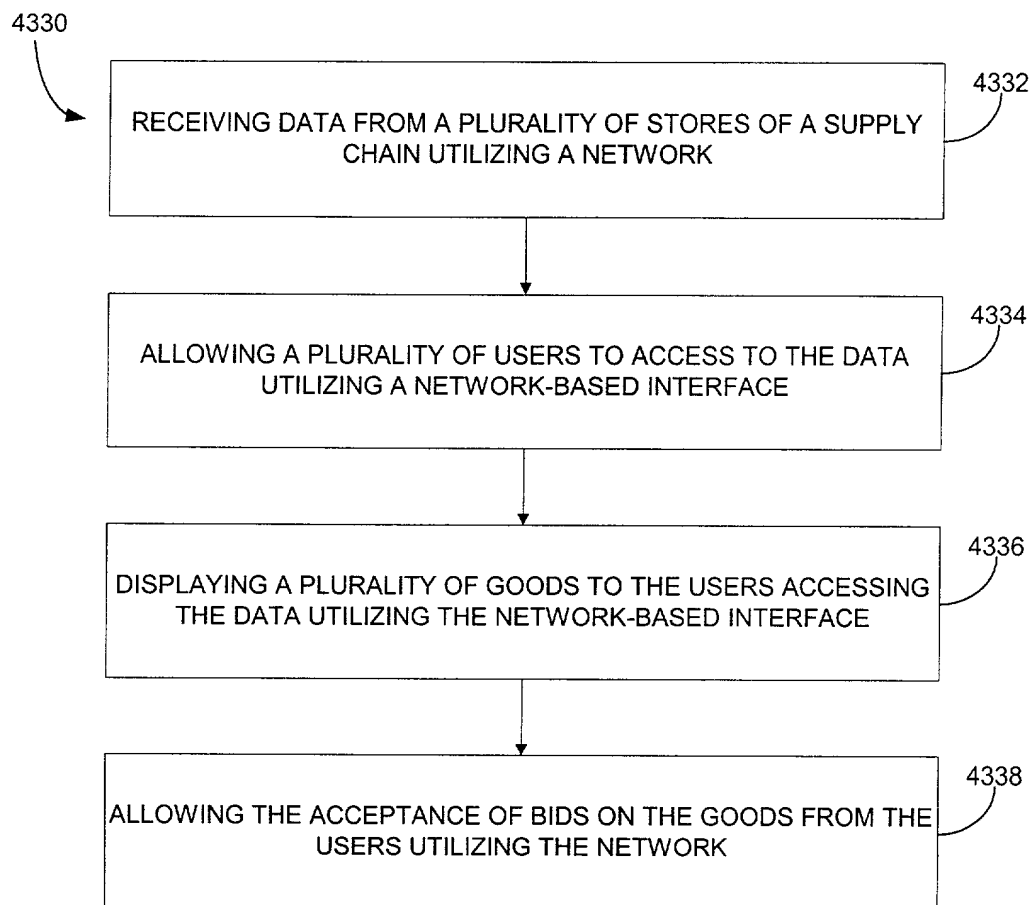 4330
4332
RECEIVING DATA FROM A PLURALITY OF STORES OF A SUPPLY
CHAIN UTILIZING A NETWORK
4334
ALLOWING A PLURALITY OF USERS TO ACCESS TO THE DATA
UTILIZING A NETWORK-BASED INTERFACE
4336
DISPLAYING A PLURALITY OF GOODS TO THE USERS ACCESSING
THE DATA UTILIZING THE NETWORK-BASED INTERFACE
4338
ALLOWING THE ACCEPTANCE OF BIDS ON THE GOODS FROM THE
USERS UTILIZING THE NETWORK